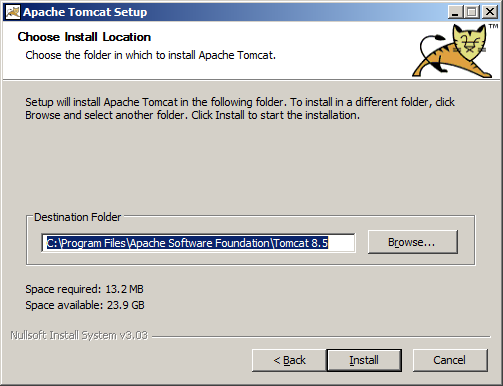 Apache Tomcat Setup
Choose Install Location
Choose the folder in which to install Apache Tomcat.
TM
Setup will install Apache Tomcat in the following folder. To install in a different folder, click
Browse and select another folder. Click Install to start the installation.
Destination Folder
C:\Program Files\Apache Software Foundation\Tomcat 8.5
Browse...
Space required: 13.2 MB
Space available: 23.9 GB
Nullsoft Install System v3.03
< Back
Install
Cancel